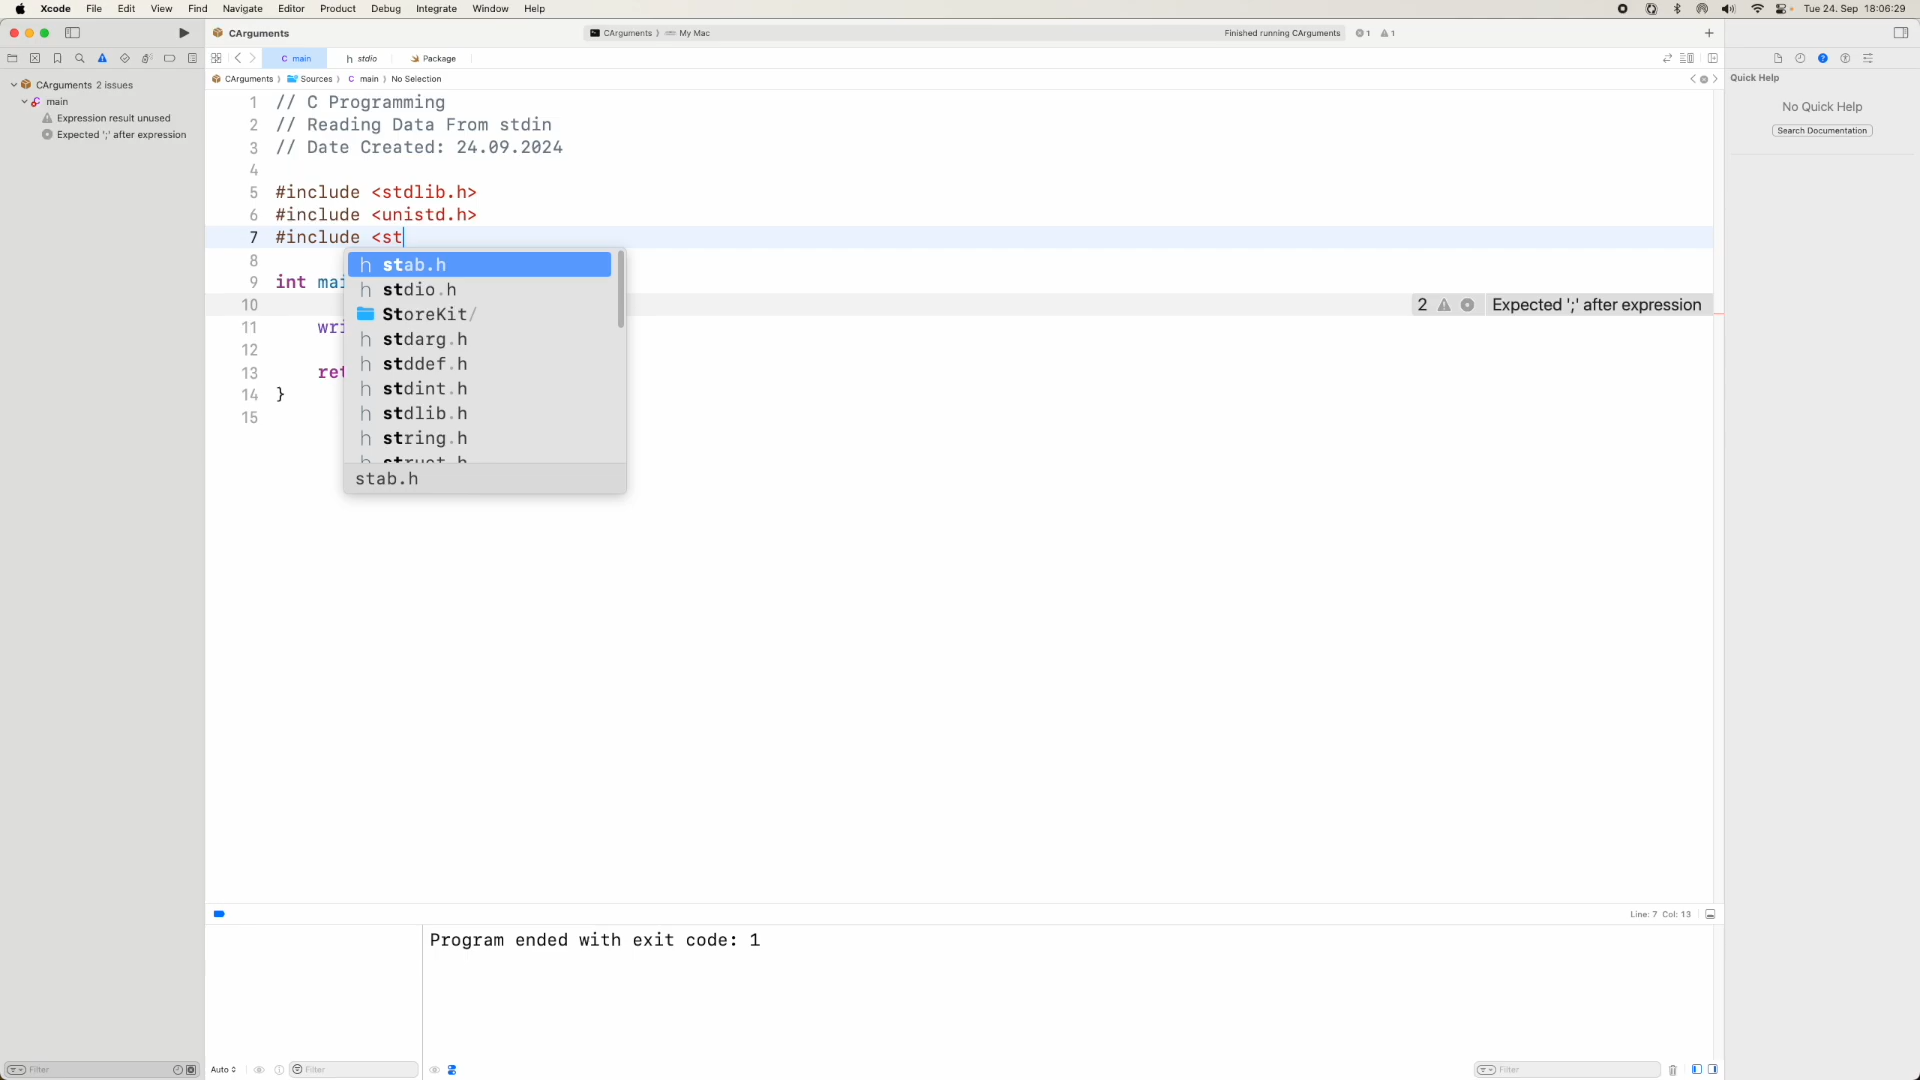 Xcode File Edit View Find Navigate Editor Product Debug Integrate Window Help Tue 24. Sep 18:06:29
CArguments CArguments ⟩ My Mac Finished running CArguments 1 1
C main h stdio Package
CArguments ⟩ Sources ⟩ C main ⟩ No Selection Quick Help
CArguments 2 issues
main
Expression result unused
Expected ';' after expression
1 // C Programming
2 // Reading Data From stdin
3 // Date Created: 24.09.2024
4
5 #include <stdlib.h>
6 #include <unistd.h>
7 #include <st
8
9 int mai
10
11 wri
12
13 ret
14 }
15
h stab.h
h stdio.h
StoreKit/
h stdarg.h
h stddef.h
h stdint.h
h stdlib.h
h string.h
h struct.h
stab.h
2 Expected ';' after expression
No Quick Help
Search Documentation
Line: 7 Col: 13
Program ended with exit code: 1
Filter Auto Filter Filter